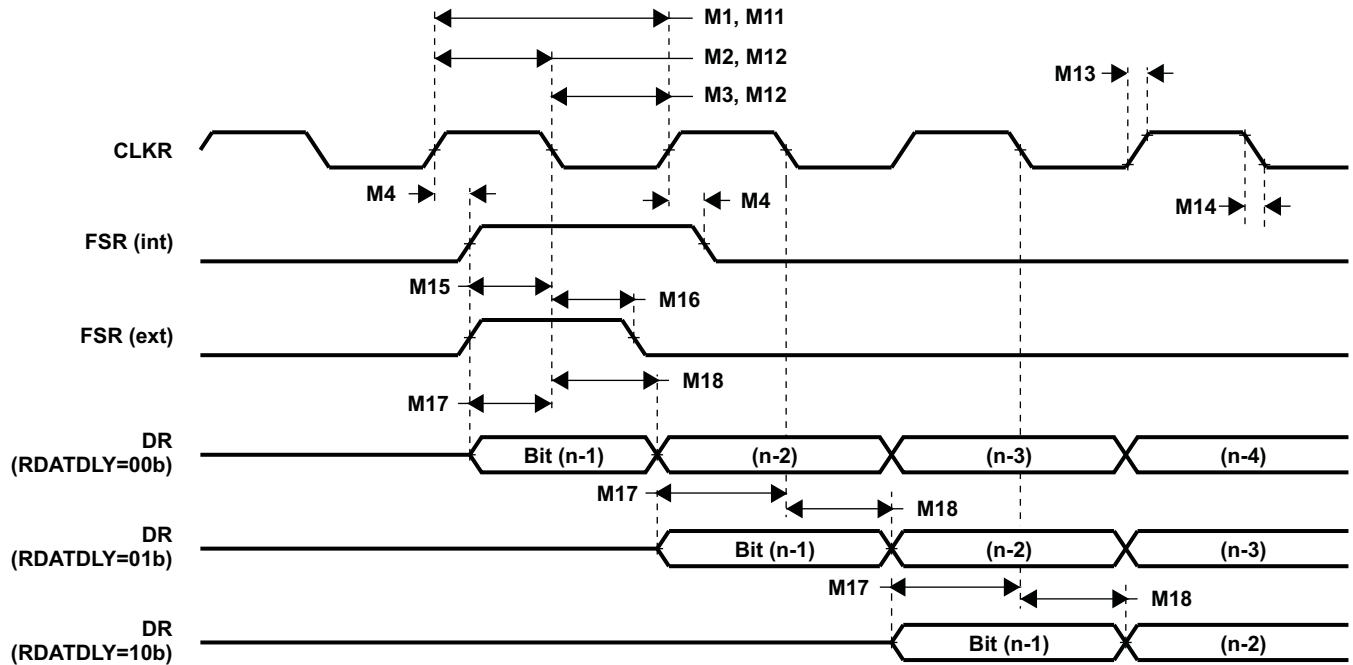 M1, M11
M2, M12
M3, M12
M13
CLKR
M4
M4
M14
FSR (int)
M15
M16
FSR (ext)
M18
M17
DR
(RDATDLY=00b)
Bit (n-1)
(n-2)
(n-3)
(n-4)
M17
M18
DR
(RDATDLY=01b)
Bit (n-1)
(n-2)
(n-3)
M17
M18
DR
(RDATDLY=10b)
Bit (n-1)
(n-2)